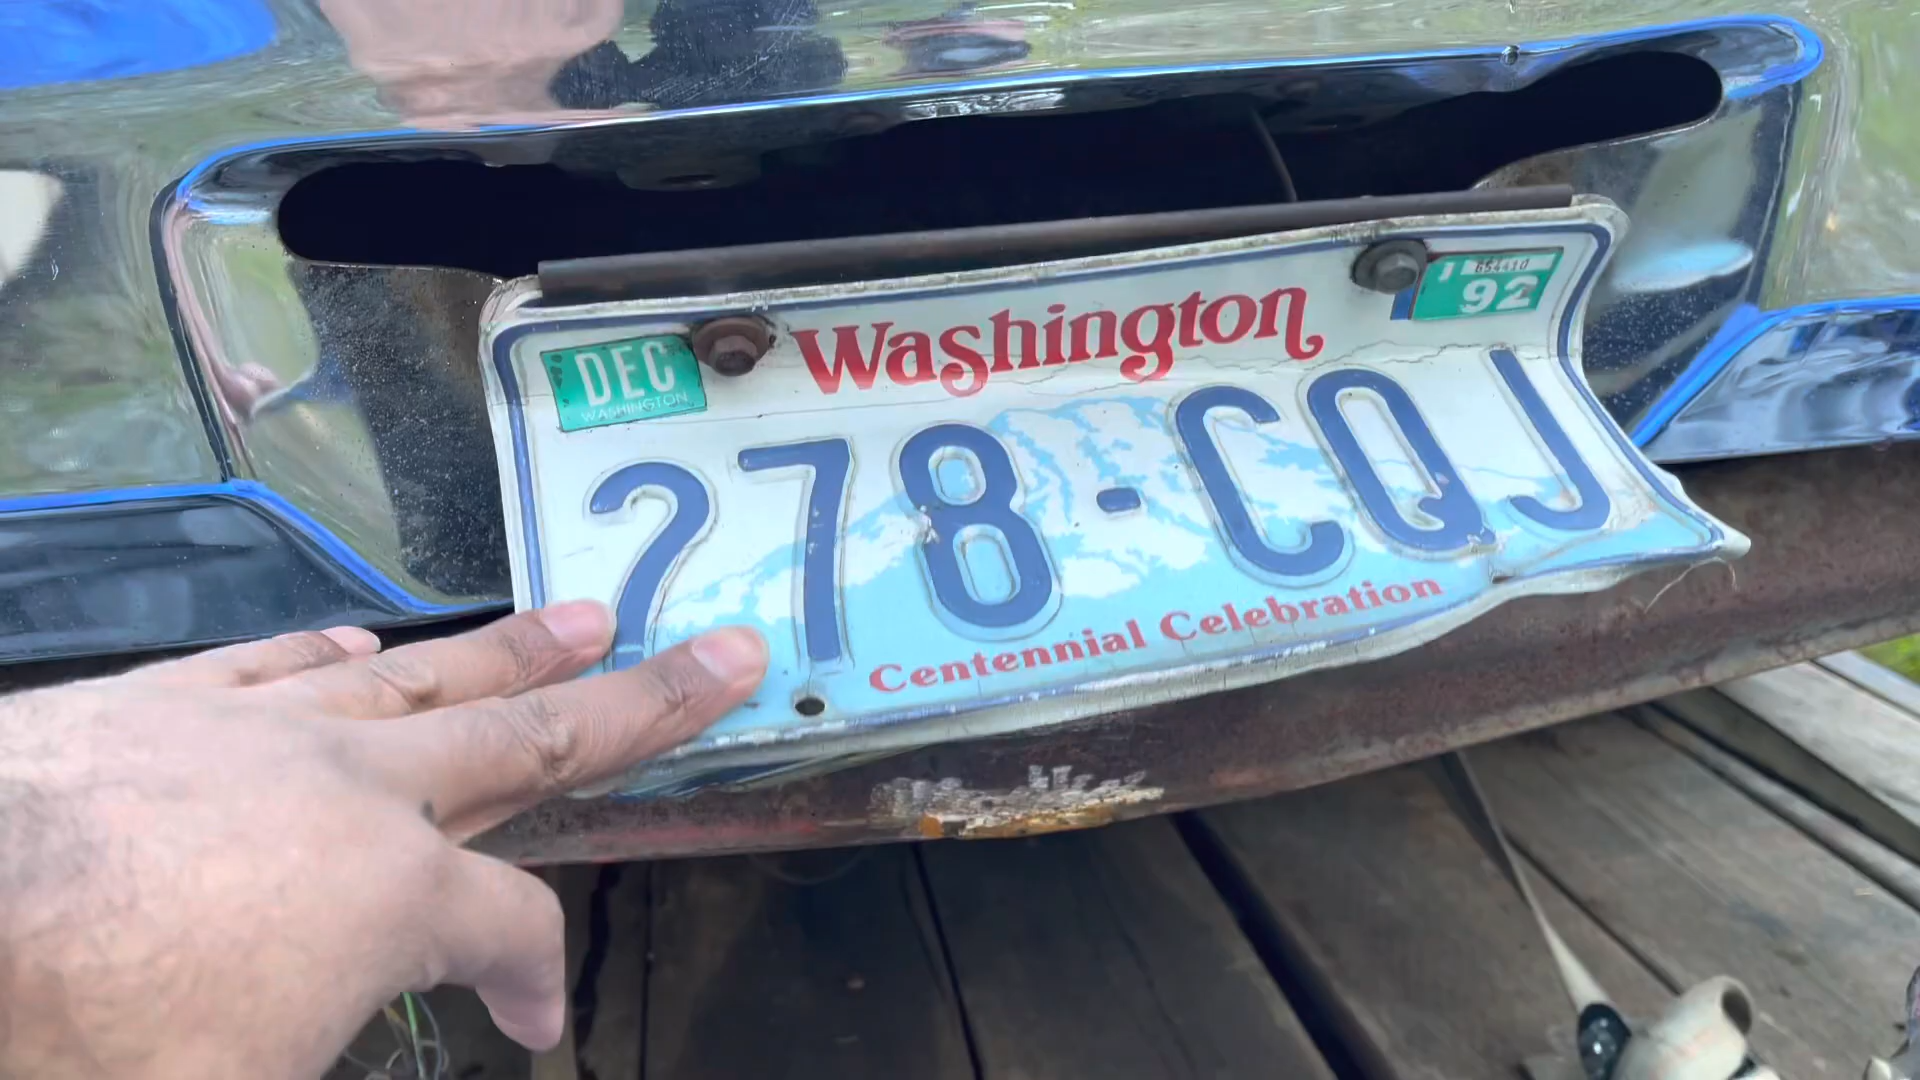 DEC
WASHINGTON
Washington
92
278-CQJ
Centennial Celebration